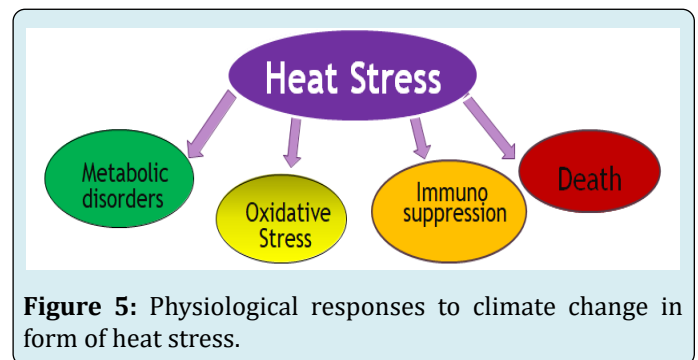 Heat Stress
Metabolic
disorders
Oxidative
Stress
Immuno
suppression
Death
Figure 5: Physiological responses to climate change in
form of heat stress.